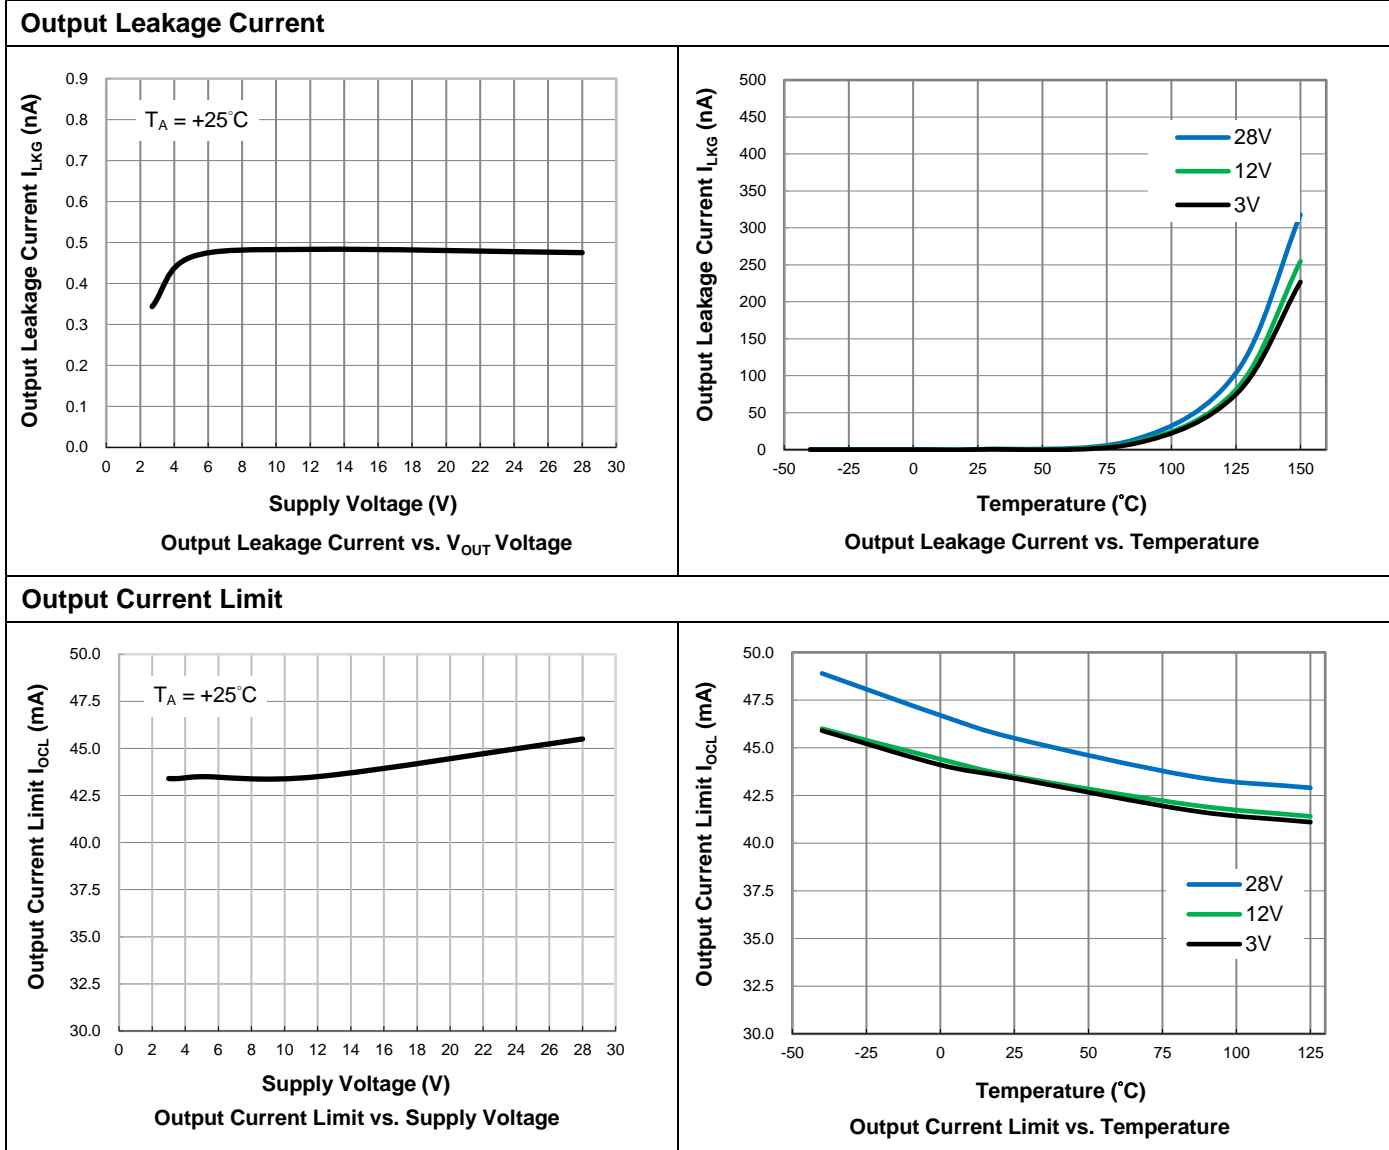 Output Leakage Current
Output Leakage Current I_LKG (nA)
0.9
0.8
0.7
0.6
0.5
0.4
0.3
0.2
0.1
0.0
T_A = +25°C
0 2 4 6 8 10 12 14 16 18 20 22 24 26 28 30
Supply Voltage (V)
Output Leakage Current vs. V_OUT Voltage
Output Leakage Current I_LKG (nA)
500
450
400
350
300
250
200
150
100
50
0
28V
12V
3V
-50 -25 0 25 50 75 100 125 150
Temperature (°C)
Output Leakage Current vs. Temperature
Output Current Limit
Output Current Limit I_OCL (mA)
50.0
47.5
45.0
42.5
40.0
37.5
35.0
32.5
30.0
T_A = +25°C
0 2 4 6 8 10 12 14 16 18 20 22 24 26 28 30
Supply Voltage (V)
Output Current Limit vs. Supply Voltage
Output Current Limit I_OCL (mA)
50.0
47.5
45.0
42.5
40.0
37.5
35.0
32.5
30.0
28V
12V
3V
-50 -25 0 25 50 75 100 125
Temperature (°C)
Output Current Limit vs. Temperature